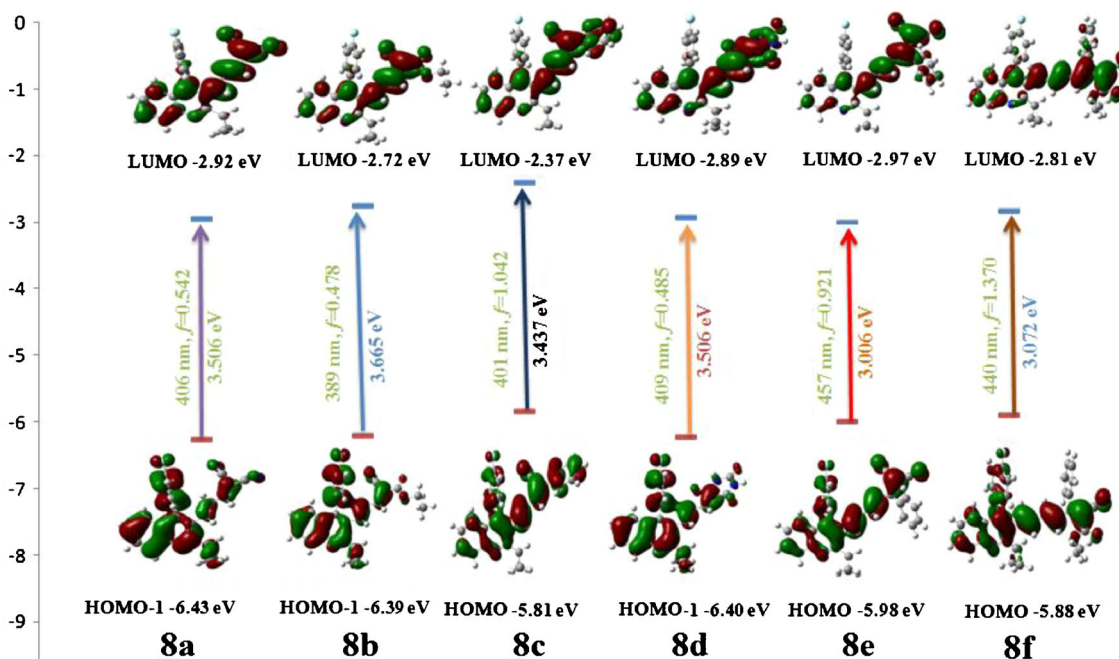 0
-1
-2
-3
-4
-5
-6
-7
-8
-9
LUMO -2.92 eV
LUMO -2.72 eV
LUMO -2.37 eV
LUMO -2.89 eV
LUMO -2.97 eV
LUMO -2.81 eV
406 nm, f=0.542
3.506 eV
389 nm, f=0.478
3.665 eV
401 nm, f=1.042
3.437 eV
409 nm, f=0.485
3.506 eV
457 nm, f=0.921
3.006 eV
440 nm, f=1.370
3.072 eV
HOMO-1 -6.43 eV
HOMO-1 -6.39 eV
HOMO -5.81 eV
HOMO-1 -6.40 eV
HOMO -5.98 eV
HOMO -5.88 eV
8a
8b
8c
8d
8e
8f